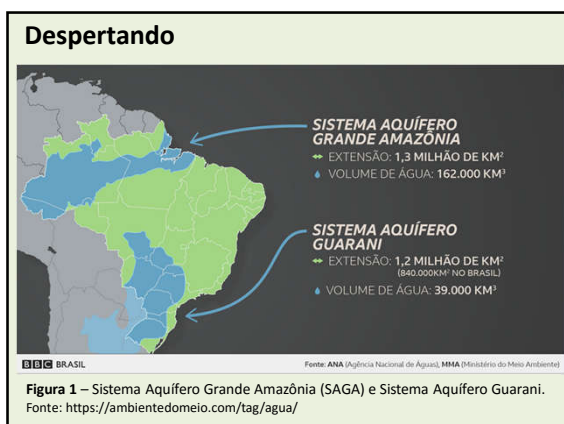 Despertando
SISTEMA AQUÍFERO
GRANDE AMAZÔNIA
EXTENSÃO: 1,3 MILHÃO DE KM²
VOLUME DE ÁGUA: 162.000 KM³
SISTEMA AQUÍFERO
GUARANI
EXTENSÃO: 1,2 MILHÃO DE KM²
(840.000KM² NO BRASIL)
VOLUME DE ÁGUA: 39.000 KM³
BBC BRASIL
Fonte: ANA (Agência Nacional de Águas), MMA (Ministério do Meio Ambiente)
Figura 1 – Sistema Aquífero Grande Amazônia (SAGA) e Sistema Aquífero Guarani.
Fonte: https://ambientedomeio.com/tag/agua/